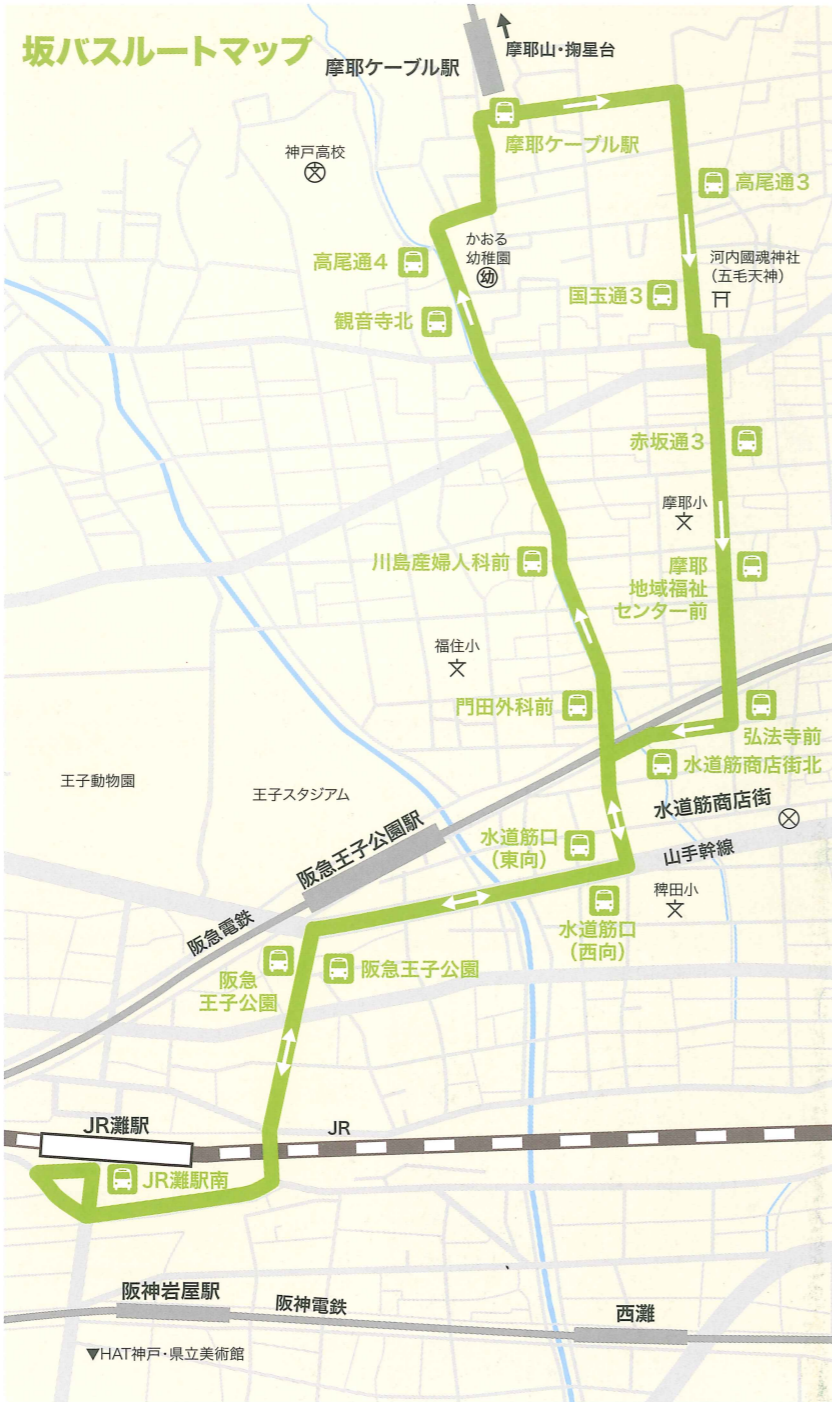 坂バスルートマップ
摩耶ケーブル駅
摩耶山・掬星台
摩耶ケーブル駅
神戸高校
文
高尾通3
かおる
幼稚園
幼
高尾通4
河内國魂神社
（五毛天神）
国玉通3
観音寺北
赤坂通3
摩耶小
文
川島産婦人科前
摩耶
地域福祉
センター前
福住小
文
門田外科前
弘法寺前
水道筋商店街北
王子動物園
王子スタジアム
水道筋商店街
阪急王子公園駅
水道筋口
（東向）
山手幹線
稗田小
文
水道筋口
（西向）
阪急電鉄
阪急
王子公園
阪急王子公園
JR灘駅
JR
JR灘駅南
阪神岩屋駅
阪神電鉄
西灘
▼HAT神戸・県立美術館